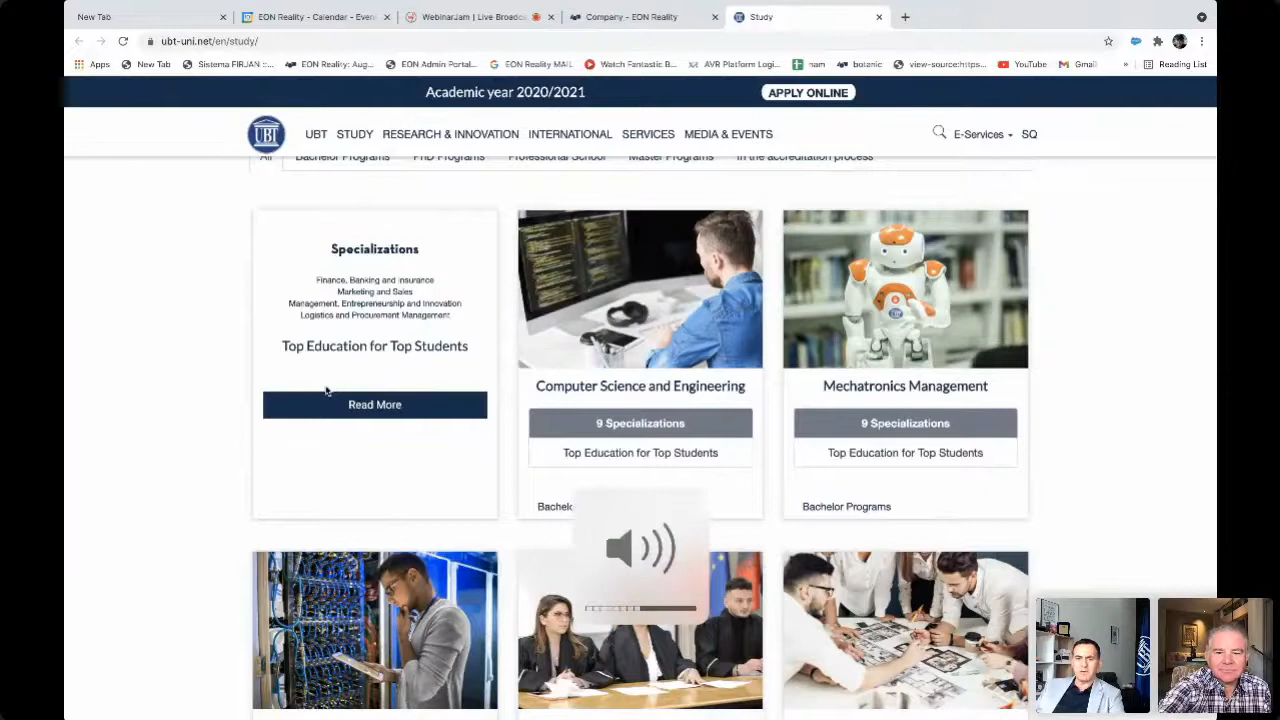 New Tab
EON Reality - Calendar - Even
WebinarJam | Live Broadca
Company - EON Reality
Study
ubt-uni.net/en/study/
Apps
New Tab
Sistema FIRJAN ::...
EON Reality: Aug...
EON Admin Portal...
EON Reality MAIL
Watch Fantastic B...
AVR Platform Logi...
nam
botanic
view-source:https...
YouTube
Gmail
»
Reading List
Academic year 2020/2021
APPLY ONLINE
UBT
UBT
STUDY
RESEARCH & INNOVATION
INTERNATIONAL
SERVICES
MEDIA & EVENTS
E-Services
SQ
All
Bachelor Programs
PhD Programs
Professional School
Master Programs
In the accreditation process
Specializations
Finance, Banking and Insurance
Marketing and Sales
Management, Entrepreneurship and Innovation
Logistics and Procurement Management
Top Education for Top Students
Read More
Computer Science and Engineering
9 Specializations
Top Education for Top Students
Bachelo
Mechatronics Management
9 Specializations
Top Education for Top Students
Bachelor Programs